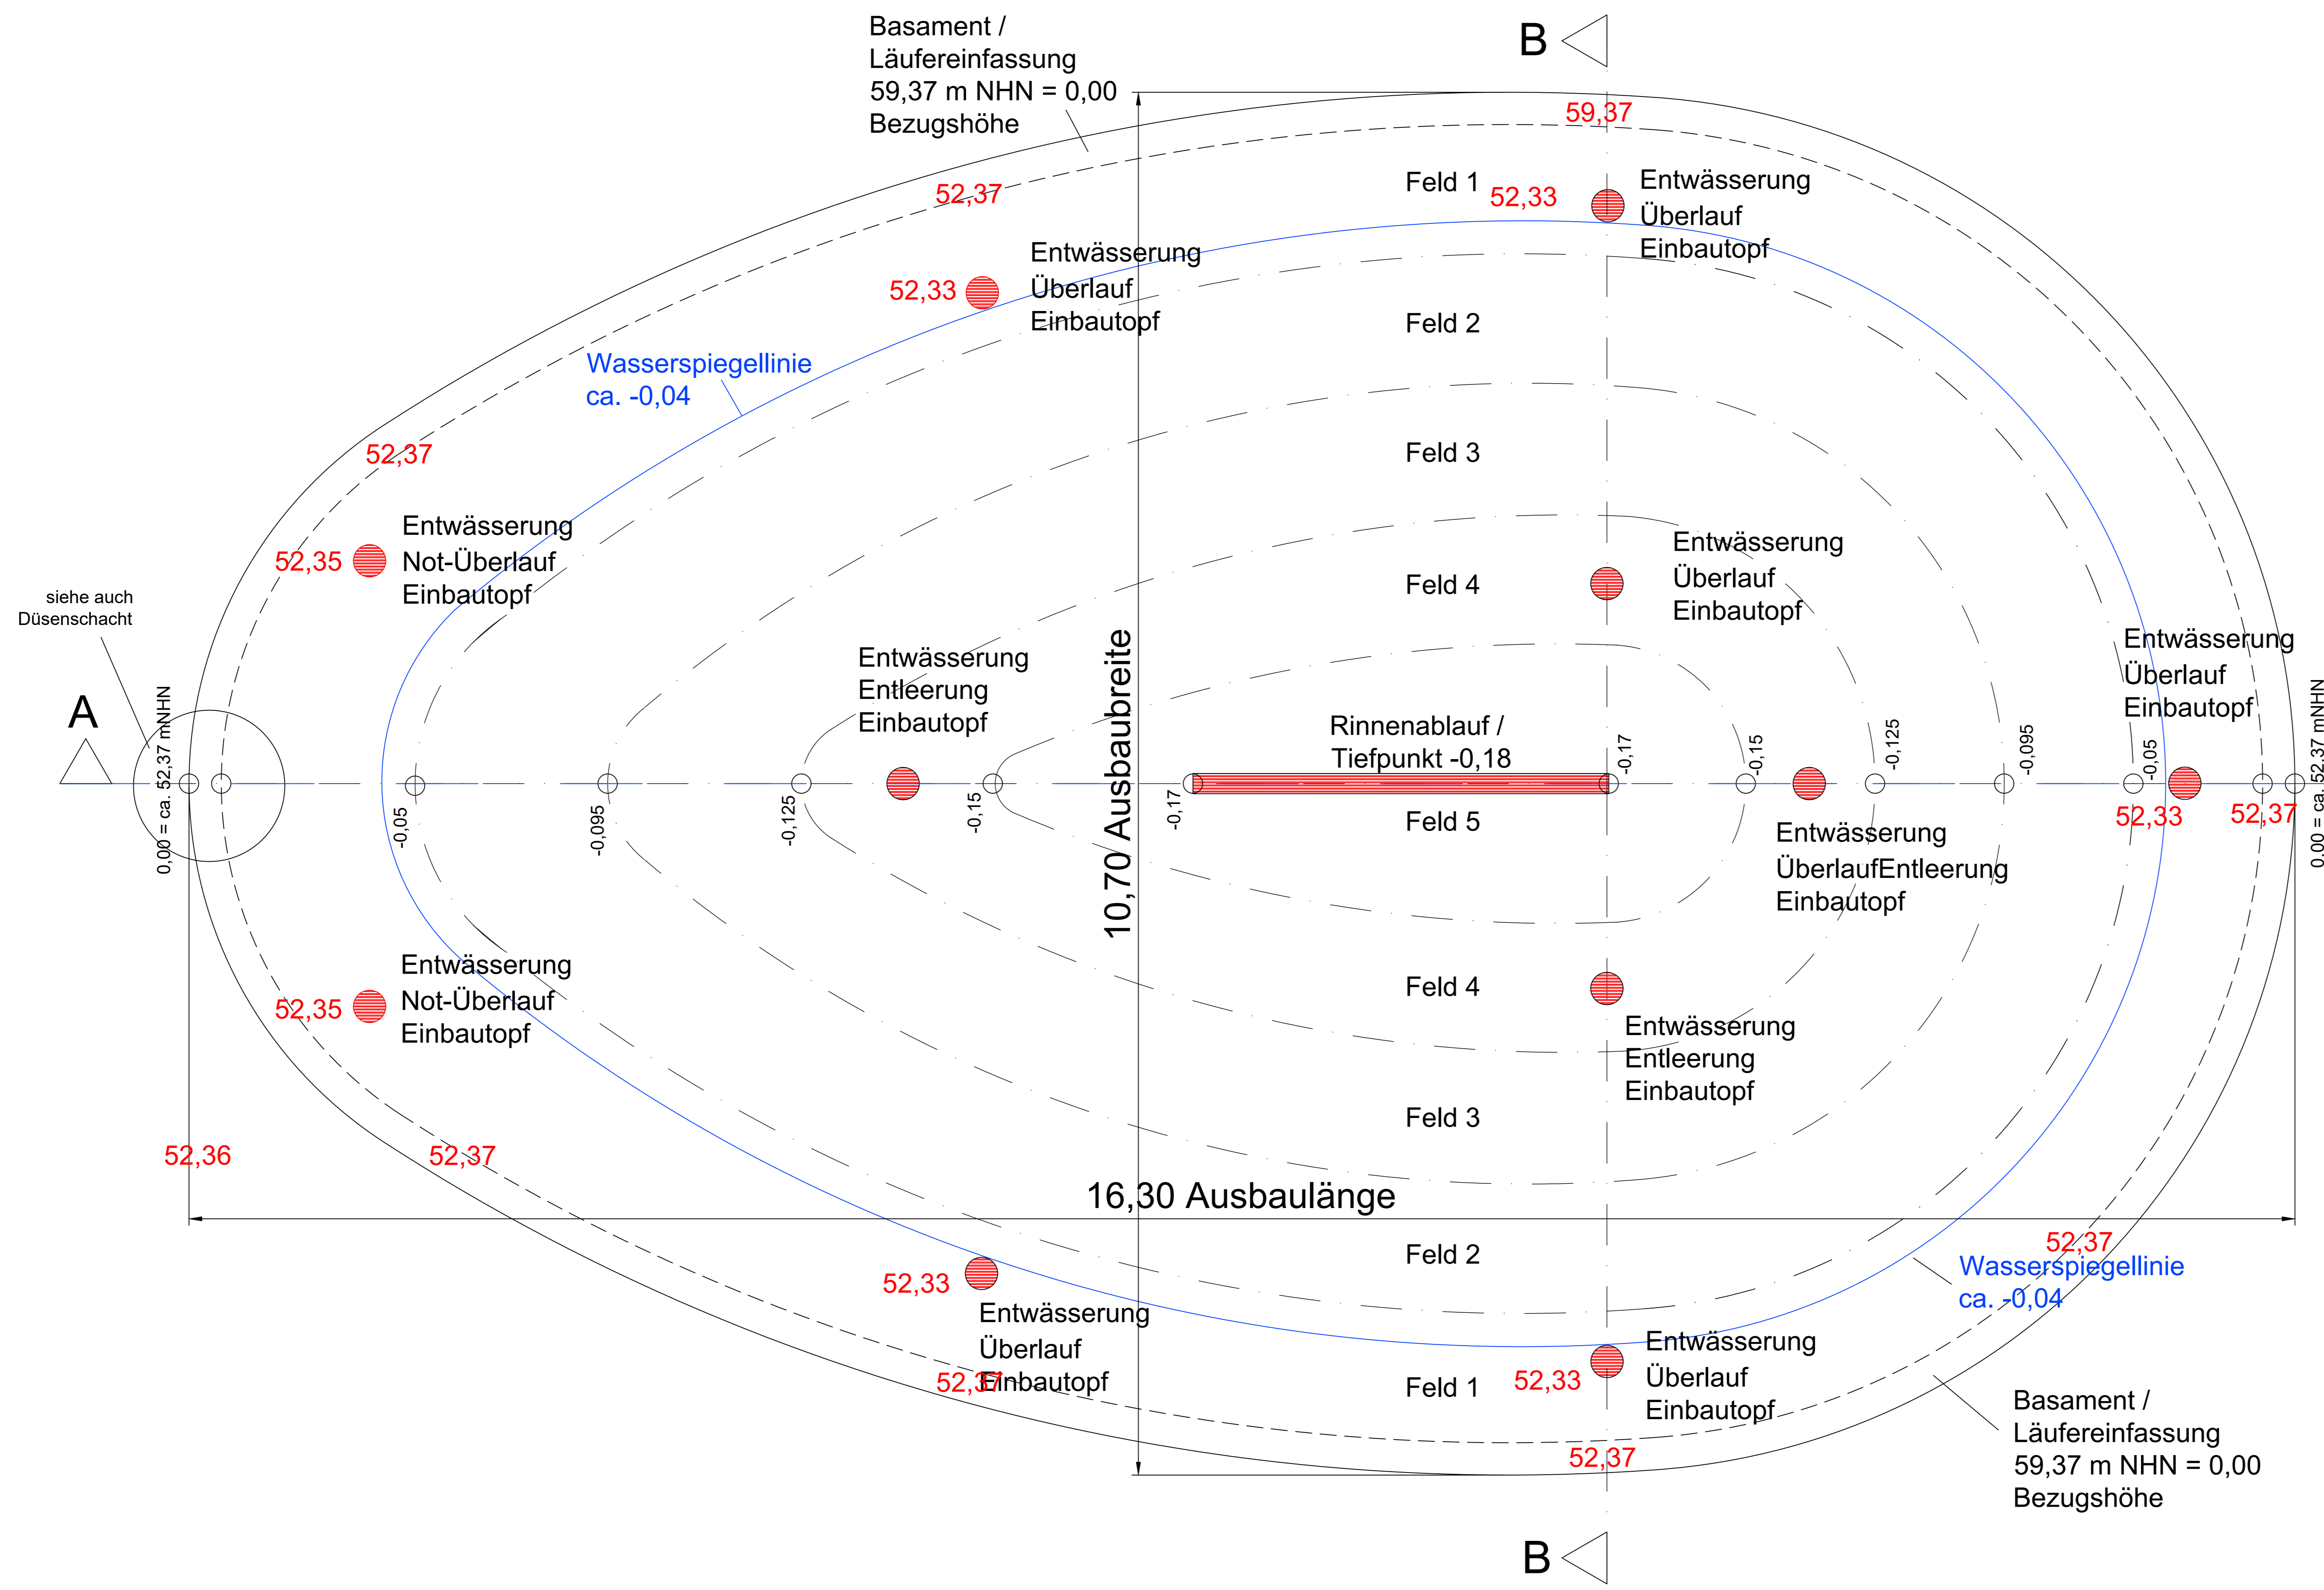 Basament /
Läufereinfassung
59,37 m NHN = 0,00
Bezugshöhe
B
59,37
52,37
Feld 1
52,33
Entwässerung
Überlauf
Einbautopf
52,33
Entwässerung
Überlauf
Einbautopf
Feld 2
Wasserspiegellinie
ca. -0,04
52,37
Feld 3
Entwässerung
Not-Überlauf
Einbautopf
52,35
Feld 4
Entwässerung
Überlauf
Einbautopf
siehe auch
Düsenschacht
Entwässerung
Entleerung
Einbautopf
10,70 Ausbaubreite
Entwässerung
Überlauf
Einbautopf
A
0,00 = ca. 52,37 mNHN
Rinnenablauf /
Tiefpunkt -0,18
-0,05
-0,095
-0,125
-0,15
-0,17
-0,17
-0,15
-0,125
-0,095
-0,05
52,33
52,37
0,00 = ca. 52,37 mNHN
Feld 5
Entwässerung
ÜberlaufEntleerung
Einbautopf
Entwässerung
Not-Überlauf
Einbautopf
52,35
Feld 4
Entwässerung
Entleerung
Einbautopf
Feld 3
52,36
52,37
16,30 Ausbaulänge
Feld 2
52,37
Wasserspiegellinie
ca. -0,04
52,33
Entwässerung
Überlauf
Einbautopf
52,37
Feld 1
52,33
Entwässerung
Überlauf
Einbautopf
52,37
Basament /
Läufereinfassung
59,37 m NHN = 0,00
Bezugshöhe
B